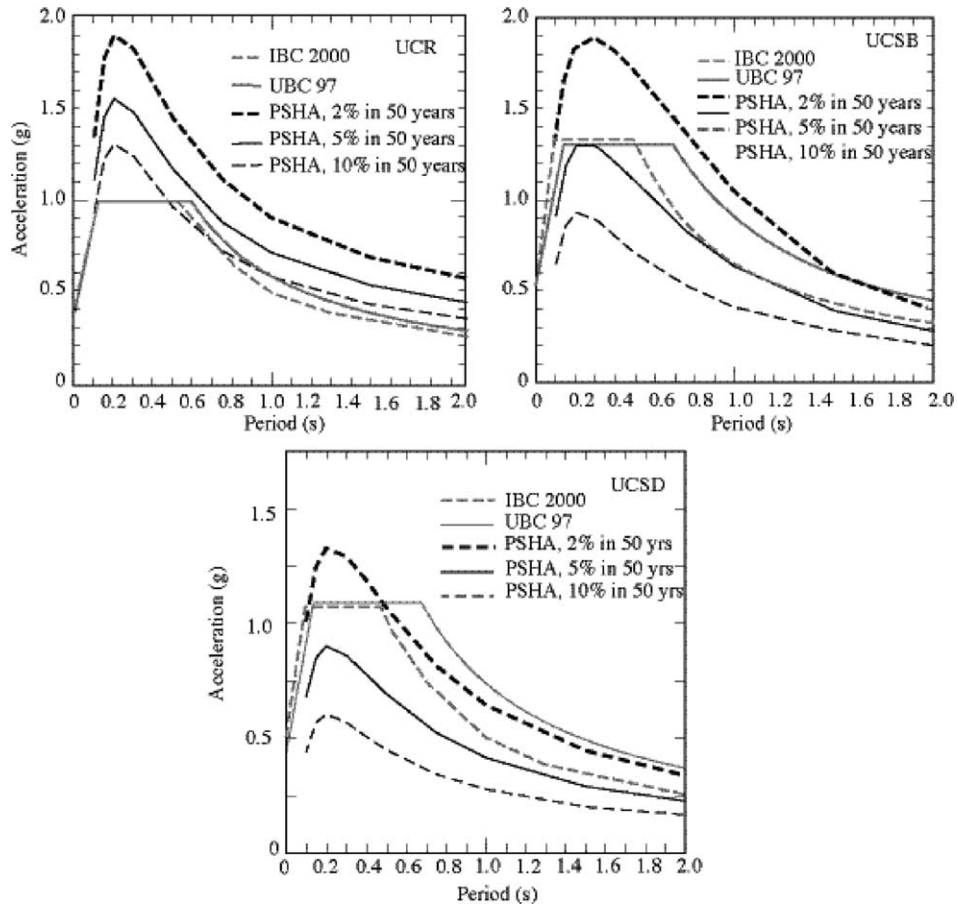 2.0
UCR
IBC 2000
UBC 97
PSHA, 2% in 50 years
PSHA, 5% in 50 years
PSHA, 10% in 50 years
1.5
1.0
0.5
0
Acceleration (g)
0 0.2 0.4 0.6 0.8 1.0 1.2 1.4 1.6 1.8 2.0
Period (s)
2.0
UCSB
IBC 2000
UBC 97
PSHA, 2% in 50 years
PSHA, 5% in 50 years
PSHA, 10% in 50 years
1.5
1.0
0.5
0
0 0.2 0.4 0.6 0.8 1.0 1.2 1.4 1.6 1.8 2.0
Period (s)
UCSD
IBC 2000
UBC 97
PSHA, 2% in 50 yrs
PSHA, 5% in 50 yrs
PSHA, 10% in 50 yrs
1.5
1.0
0.5
0
Acceleration (g)
0 0.2 0.4 0.6 0.8 1.0 1.2 1.4 1.6 1.8 2.0
Period (s)